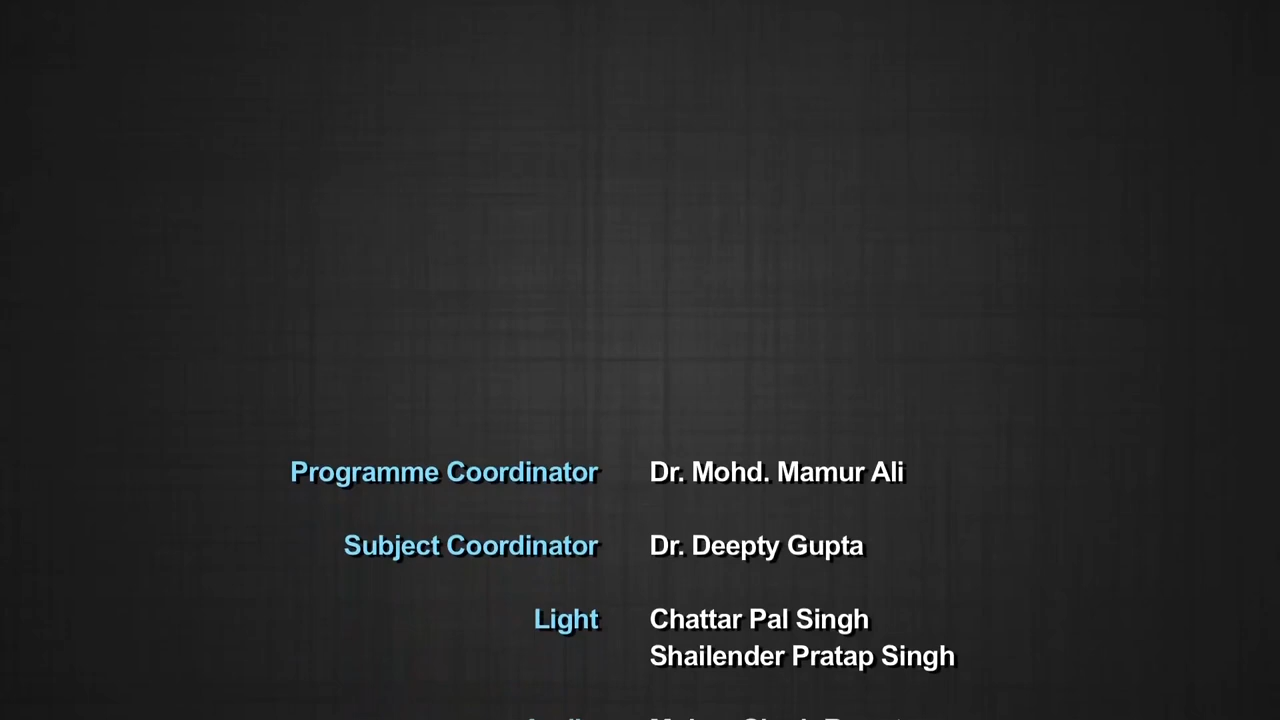 Programme Coordinator Dr. Mohd. Mamur Ali
Subject Coordinator Dr. Deepty Gupta
Light Chattar Pal Singh
Shailender Pratap Singh